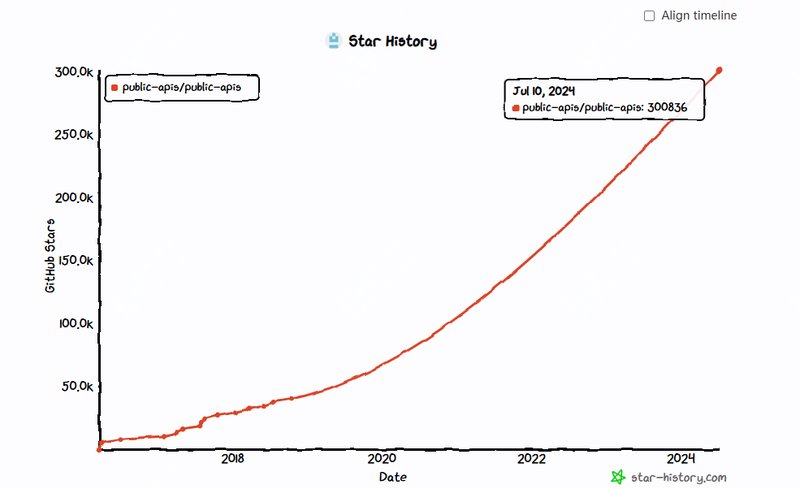 Align timeline
Star History
300.0k
public-apis/public-apis
Jul 10, 2024
public-apis/public-apis: 300836
250.0k
200.0k
150.0k
100.0k
50.0k
GitHub Stars
2018
2020
2022
2024
Date
star-history.com